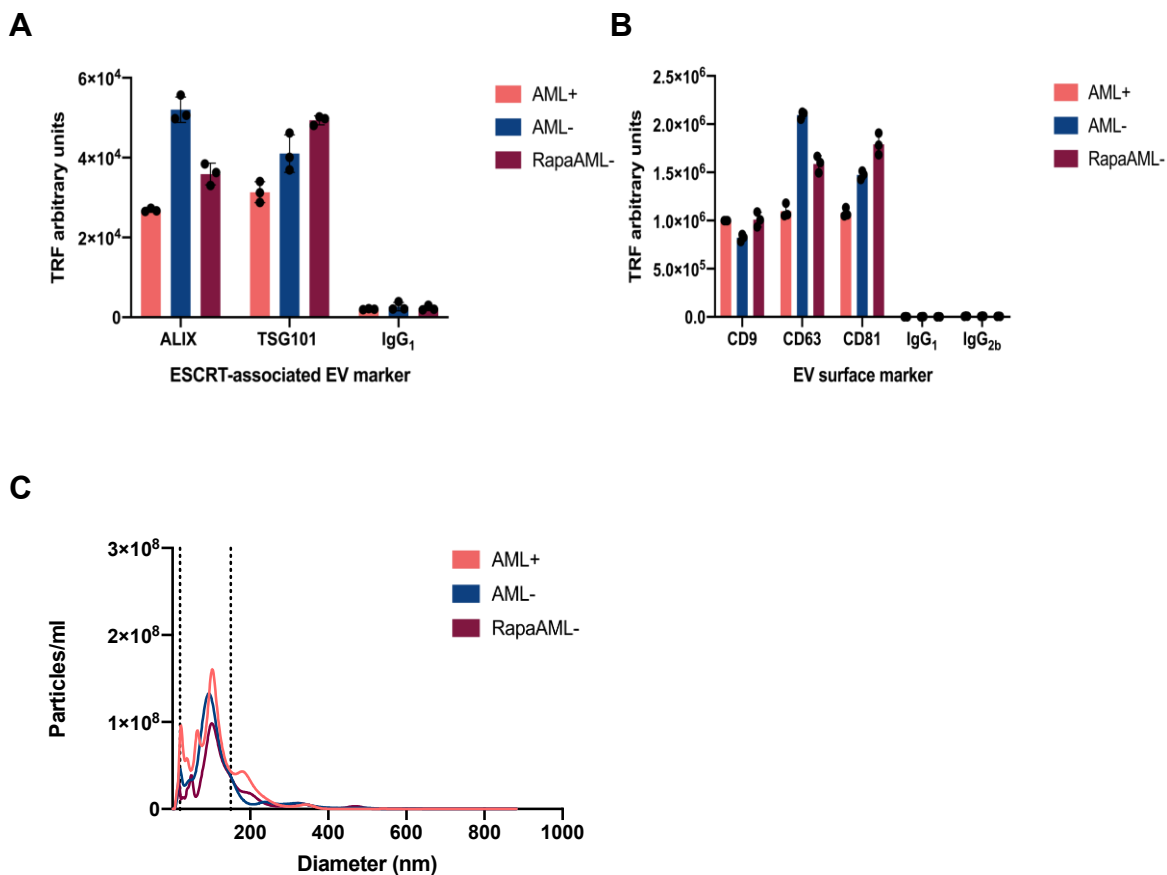 A
TRF arbitrary units
6×10⁴
4×10⁴
2×10⁴
0
ALIX TSG101 IgG₁
ESCRT-associated EV marker
AML+
AML-
RapaAML-
B
TRF arbitrary units
2.5×10⁶
2.0×10⁶
1.5×10⁶
1.0×10⁶
5.0×10⁵
0.0
CD9 CD63 CD81 IgG₁ IgG₂b
EV surface marker
AML+
AML-
RapaAML-
C
Particles/ml
3×10⁸
2×10⁸
1×10⁸
0
200 400 600 800 1000
Diameter (nm)
AML+
AML-
RapaAML-